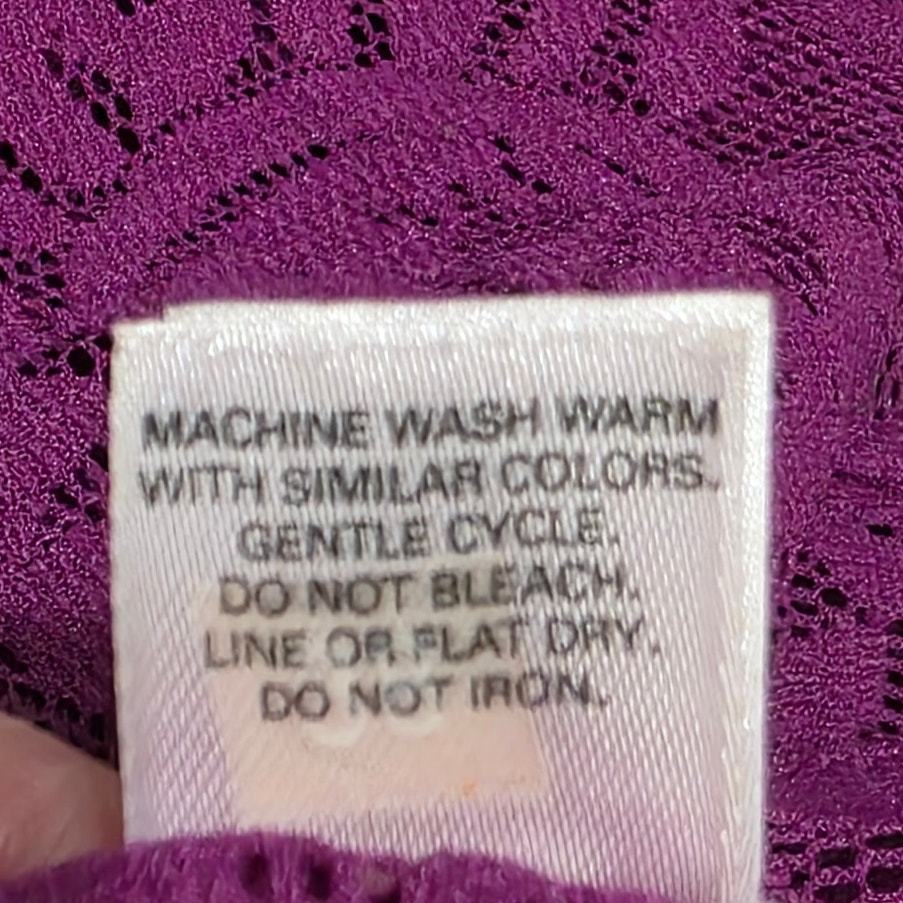 MACHINE WASH WARM
WITH SIMILAR COLORS.
GENTLE CYCLE.
DO NOT BLEACH.
LINE OR FLAT DRY.
DO NOT IRON.